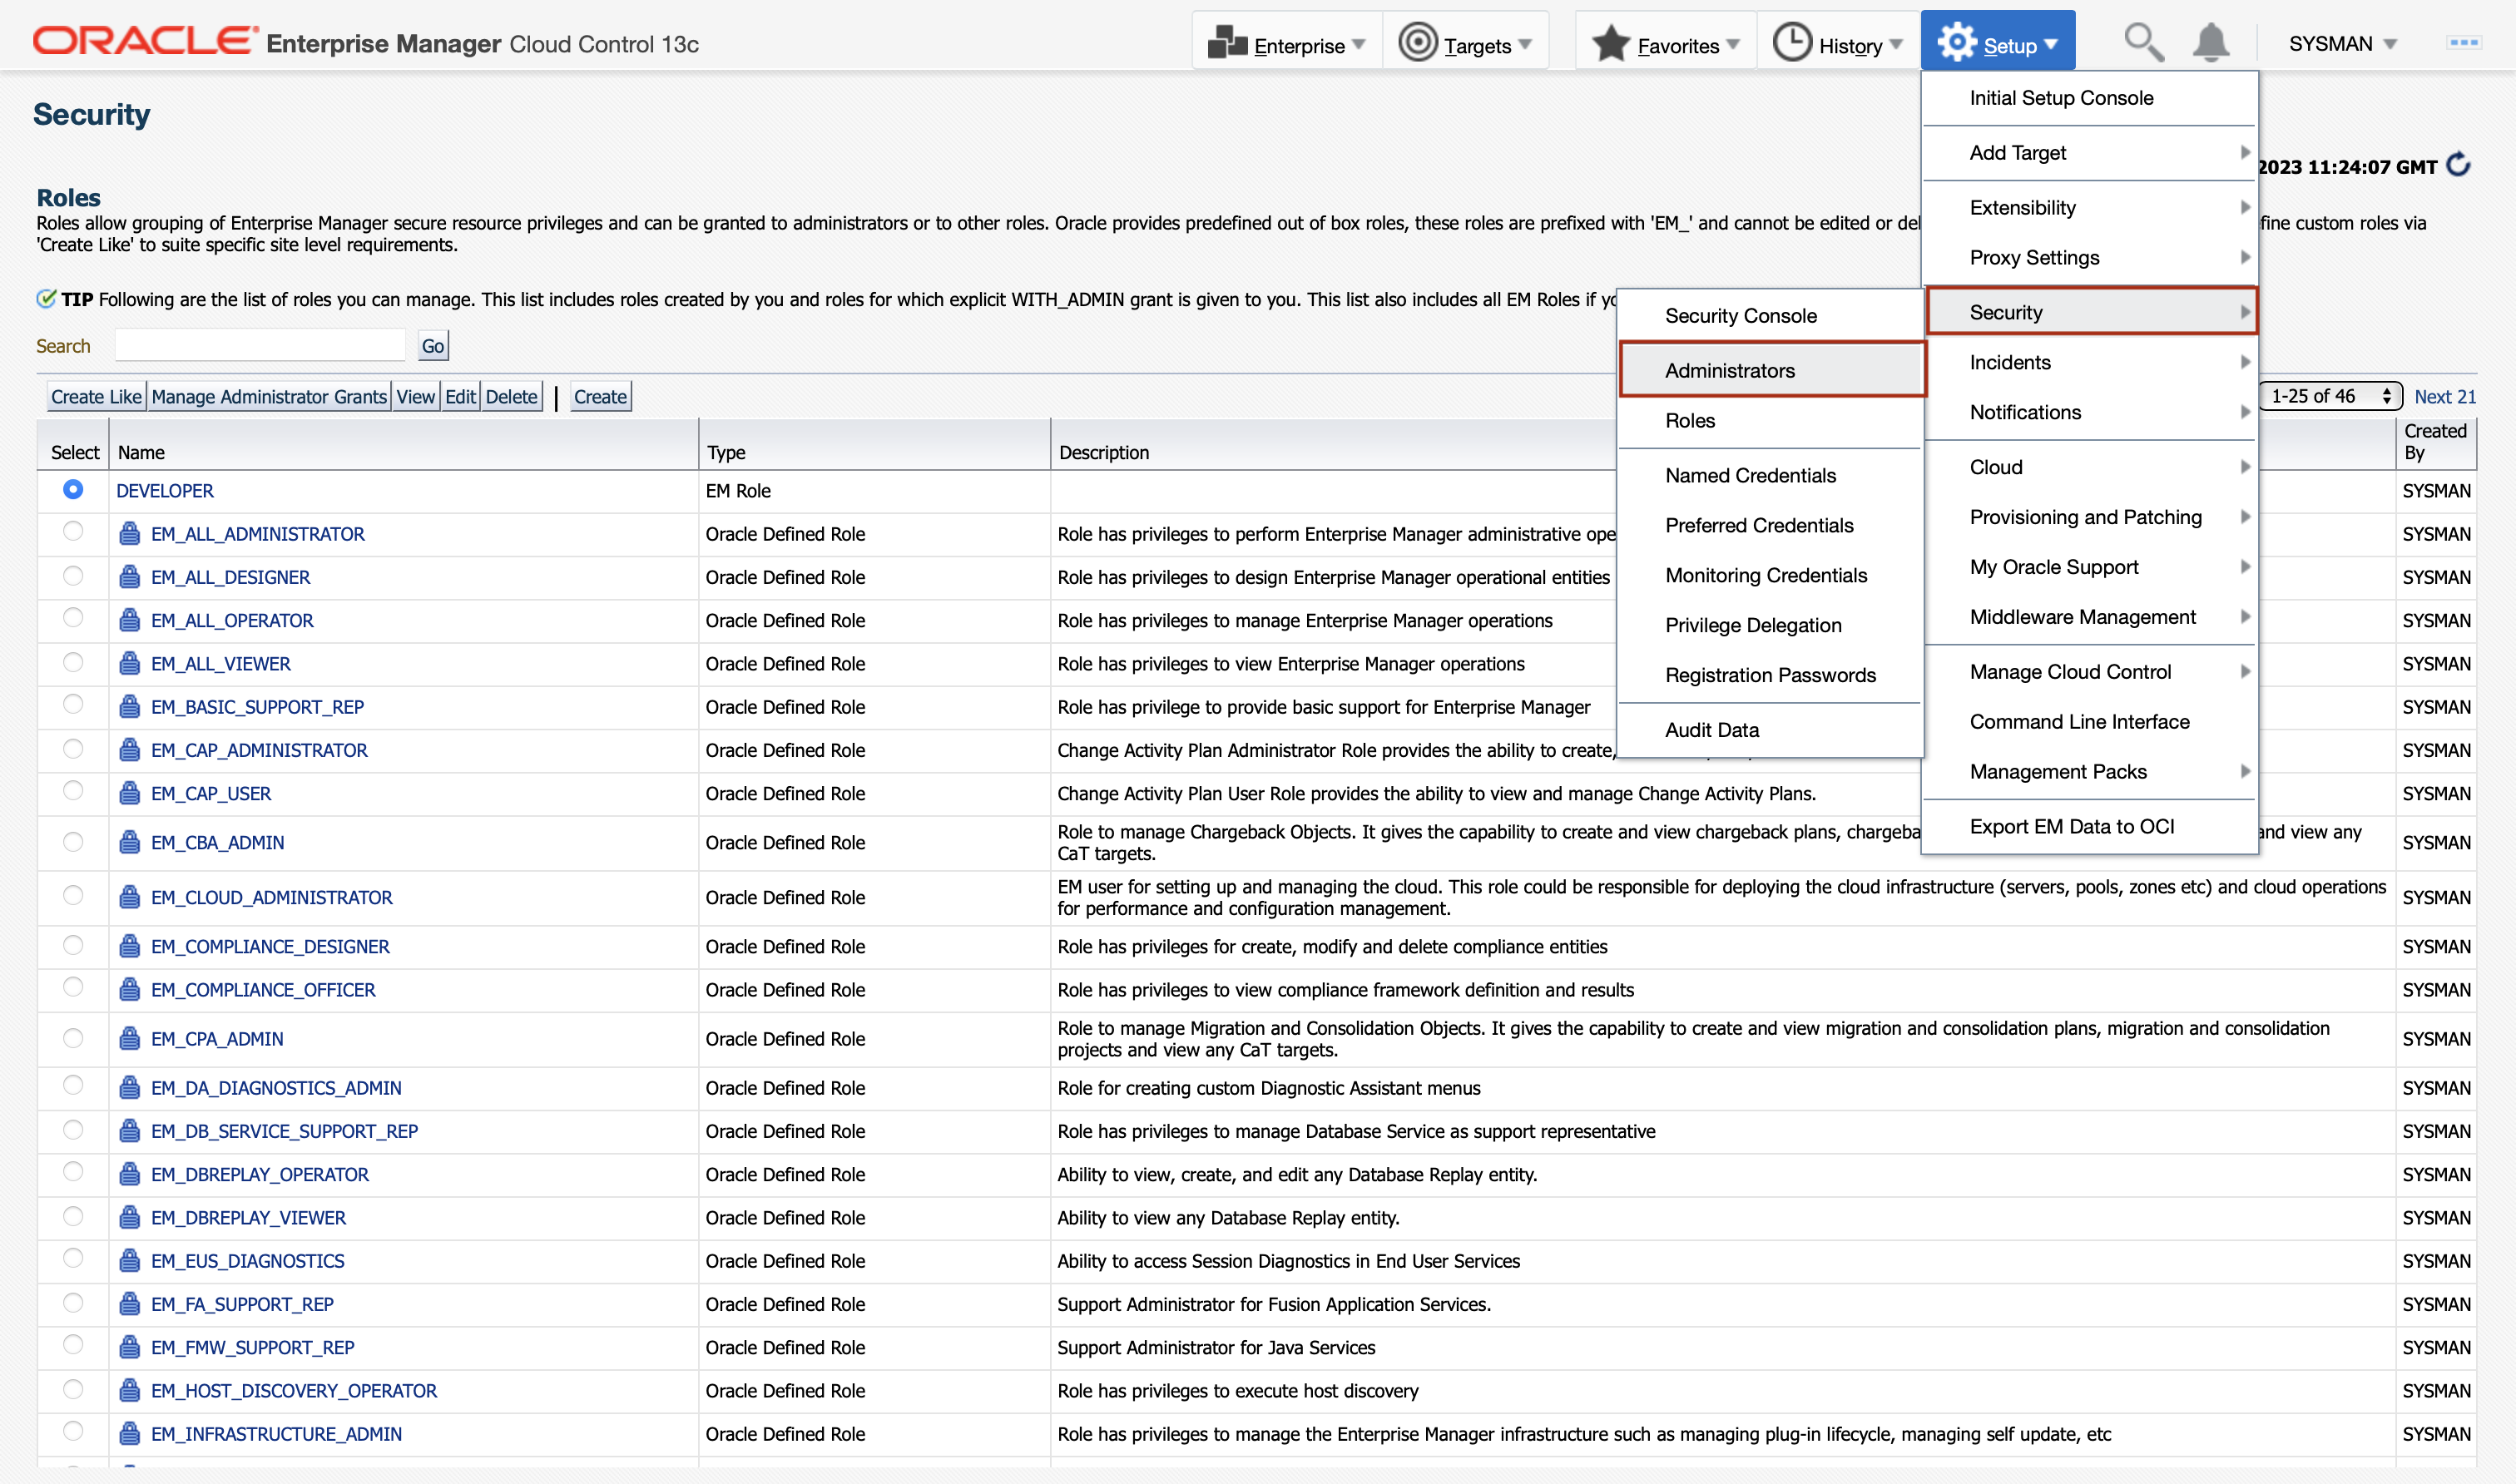 ORACLE Enterprise Manager Cloud Control 13c
Enterprise
Targets
Favorites
History
Setup
SYSMAN
Security
2023 11:24:07 GMT
Roles
Roles allow grouping of Enterprise Manager secure resource privileges and can be granted to administrators or to other roles. Oracle provides predefined out of box roles, these roles are prefixed with 'EM_' and cannot be edited or del
fine custom roles via
'Create Like' to suite specific site level requirements.
TIP Following are the list of roles you can manage. This list includes roles created by you and roles for which explicit WITH_ADMIN grant is given to you. This list also includes all EM Roles if yo
Search
Go
Create Like
Manage Administrator Grants
View
Edit
Delete
|
Create
1-25 of 46
Next 21
Select Name Type Description Created
By
DEVELOPER EM Role SYSMAN
EM_ALL_ADMINISTRATOR Oracle Defined Role Role has privileges to perform Enterprise Manager administrative ope SYSMAN
EM_ALL_DESIGNER Oracle Defined Role Role has privileges to design Enterprise Manager operational entities SYSMAN
EM_ALL_OPERATOR Oracle Defined Role Role has privileges to manage Enterprise Manager operations SYSMAN
EM_ALL_VIEWER Oracle Defined Role Role has privileges to view Enterprise Manager operations SYSMAN
EM_BASIC_SUPPORT_REP Oracle Defined Role Role has privilege to provide basic support for Enterprise Manager SYSMAN
EM_CAP_ADMINISTRATOR Oracle Defined Role Change Activity Plan Administrator Role provides the ability to create, SYSMAN
EM_CAP_USER Oracle Defined Role Change Activity Plan User Role provides the ability to view and manage Change Activity Plans. SYSMAN
EM_CBA_ADMIN Oracle Defined Role Role to manage Chargeback Objects. It gives the capability to create and view chargeback plans, chargeba and view any SYSMAN
CaT targets.
EM_CLOUD_ADMINISTRATOR Oracle Defined Role EM user for setting up and managing the cloud. This role could be responsible for deploying the cloud infrastructure (servers, pools, zones etc) and cloud operations SYSMAN
for performance and configuration management.
EM_COMPLIANCE_DESIGNER Oracle Defined Role Role has privileges for create, modify and delete compliance entities SYSMAN
EM_COMPLIANCE_OFFICER Oracle Defined Role Role has privileges to view compliance framework definition and results SYSMAN
EM_CPA_ADMIN Oracle Defined Role Role to manage Migration and Consolidation Objects. It gives the capability to create and view migration and consolidation plans, migration and consolidation SYSMAN
projects and view any CaT targets.
EM_DA_DIAGNOSTICS_ADMIN Oracle Defined Role Role for creating custom Diagnostic Assistant menus SYSMAN
EM_DB_SERVICE_SUPPORT_REP Oracle Defined Role Role has privileges to manage Database Service as support representative SYSMAN
EM_DBREPLAY_OPERATOR Oracle Defined Role Ability to view, create, and edit any Database Replay entity. SYSMAN
EM_DBREPLAY_VIEWER Oracle Defined Role Ability to view any Database Replay entity. SYSMAN
EM_EUS_DIAGNOSTICS Oracle Defined Role Ability to access Session Diagnostics in End User Services SYSMAN
EM_FA_SUPPORT_REP Oracle Defined Role Support Administrator for Fusion Application Services. SYSMAN
EM_FMW_SUPPORT_REP Oracle Defined Role Support Administrator for Java Services SYSMAN
EM_HOST_DISCOVERY_OPERATOR Oracle Defined Role Role has privileges to execute host discovery SYSMAN
EM_INFRASTRUCTURE_ADMIN Oracle Defined Role Role has privileges to manage the Enterprise Manager infrastructure such as managing plug-in lifecycle, managing self update, etc SYSMAN
Initial Setup Console
Add Target
Extensibility
Proxy Settings
Security
Incidents
Notifications
Cloud
Provisioning and Patching
My Oracle Support
Middleware Management
Manage Cloud Control
Command Line Interface
Management Packs
Export EM Data to OCI
Security Console
Administrators
Roles
Named Credentials
Preferred Credentials
Monitoring Credentials
Privilege Delegation
Registration Passwords
Audit Data